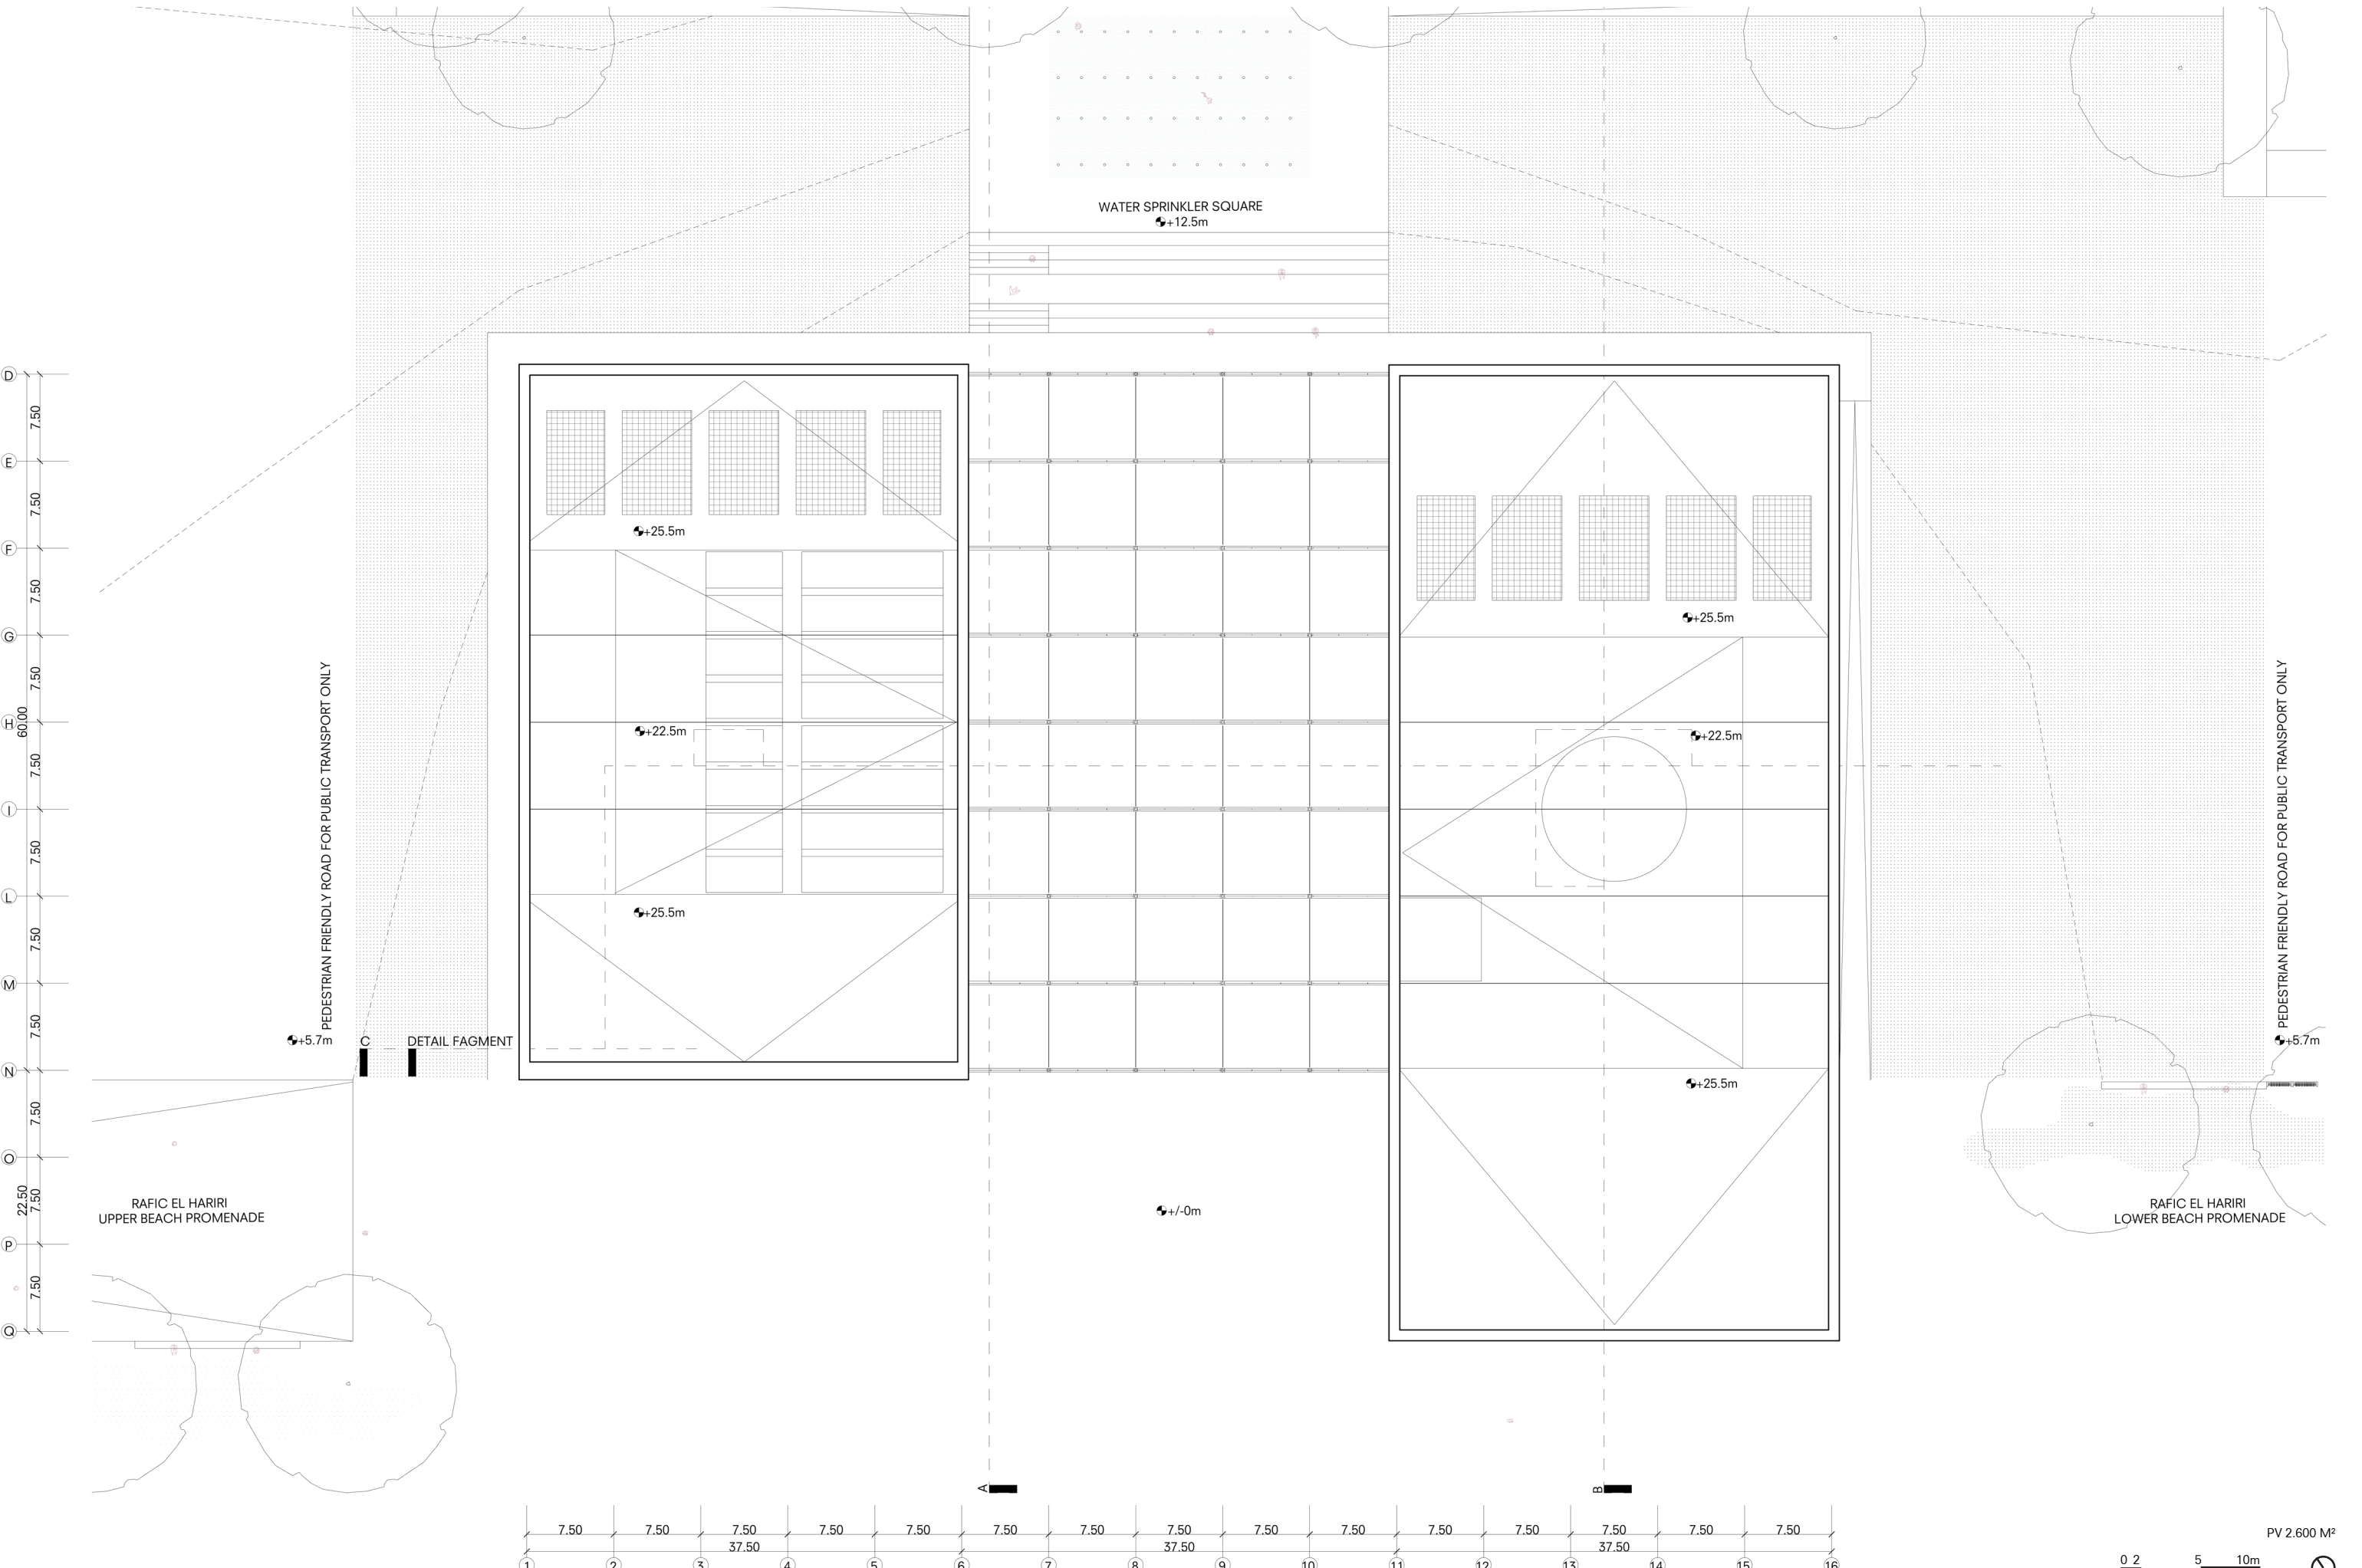 WATER SPRINKLER SQUARE
+12.5m
D
7.50
E
7.50
F
7.50
G
7.50
H
60.00
7.50
I
7.50
L
7.50
M
7.50
N
7.50
O
22.50
7.50
P
7.50
Q
+25.5m
+22.5m
+25.5m
+25.5m
+22.5m
+25.5m
PEDESTRIAN FRIENDLY ROAD FOR PUBLIC TRANSPORT ONLY
+5.7m
C
DETAIL FAGMENT
PEDESTRIAN FRIENDLY ROAD FOR PUBLIC TRANSPORT ONLY
+5.7m
RAFIC EL HARIRI
UPPER BEACH PROMENADE
+/-0m
RAFIC EL HARIRI
LOWER BEACH PROMENADE
A
B
7.50 7.50 7.50 7.50 7.50 7.50 7.50 7.50 7.50 7.50 7.50 7.50 7.50 7.50 7.50
37.50 37.50 37.50
1 2 3 4 5 6 7 8 9 10 11 12 13 14 15 16
PV 2.600 M²
0 2 5 10m